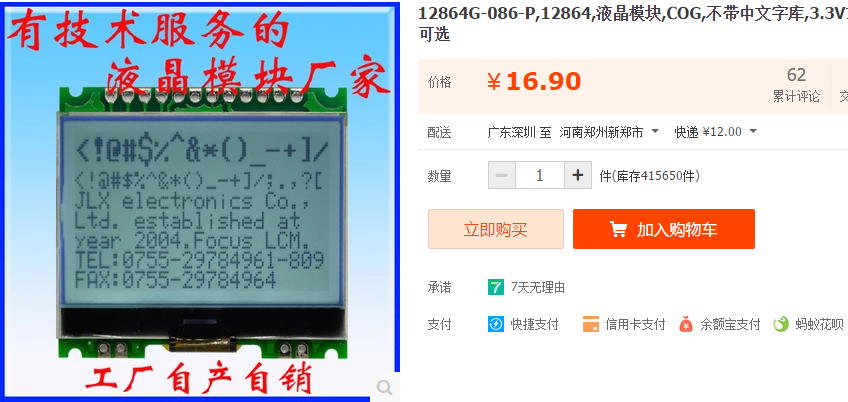 有技术服务的
液晶模块厂家
<!@#$%^&*()_-+]/
<!@#$%^&*()_-+]/;.,?[
JLX electronics Co.,
Ltd. established at
year 2004.Focus LCM.
TEL:0755-29784961-809
FAX:0755-29784964
工厂自产自销
12864G-086-P,12864,液晶模块,COG,不带中文字库,3.3V
可选
价格
¥16.90
62
累计评论
配送
广东深圳 至 河南郑州新郑市 快递 ¥12.00
数量
− 1 + 件(库存415650件)
立即购买
加入购物车
承诺
7 7天无理由
支付
快捷支付 信用卡支付 余额宝支付 蚂蚁花呗